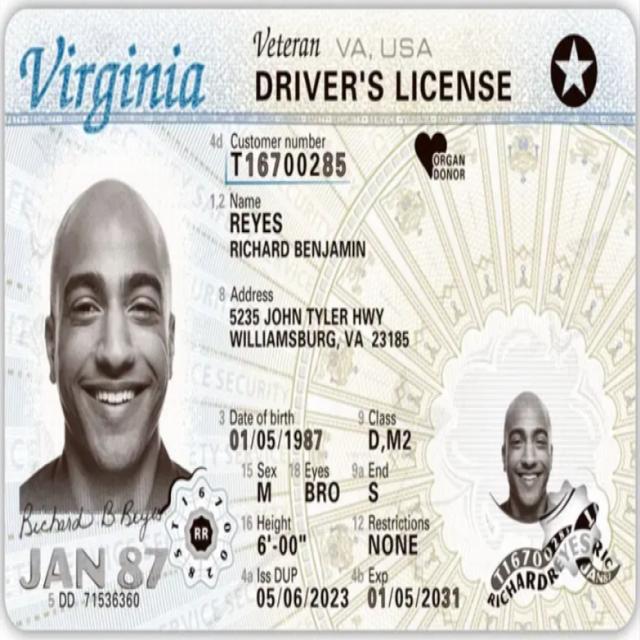 Virginia
Veteran VA, USA
DRIVER'S LICENSE
4d Customer number
T16700285
ORGAN
DONOR
1,2 Name
REYES
RICHARD BENJAMIN
8 Address
5235 JOHN TYLER HWY
WILLIAMSBURG, VA 23185
3 Date of birth 9 Class
01/05/1987 D,M2
15 Sex 18 Eyes 9a End
M BRO S
16 Height 12 Restrictions
6'-00" NONE
4a Iss DUP 4b Exp
05/06/2023 01/05/2031
Richard B Reyes
RR
JAN 87
5 DD 71536360